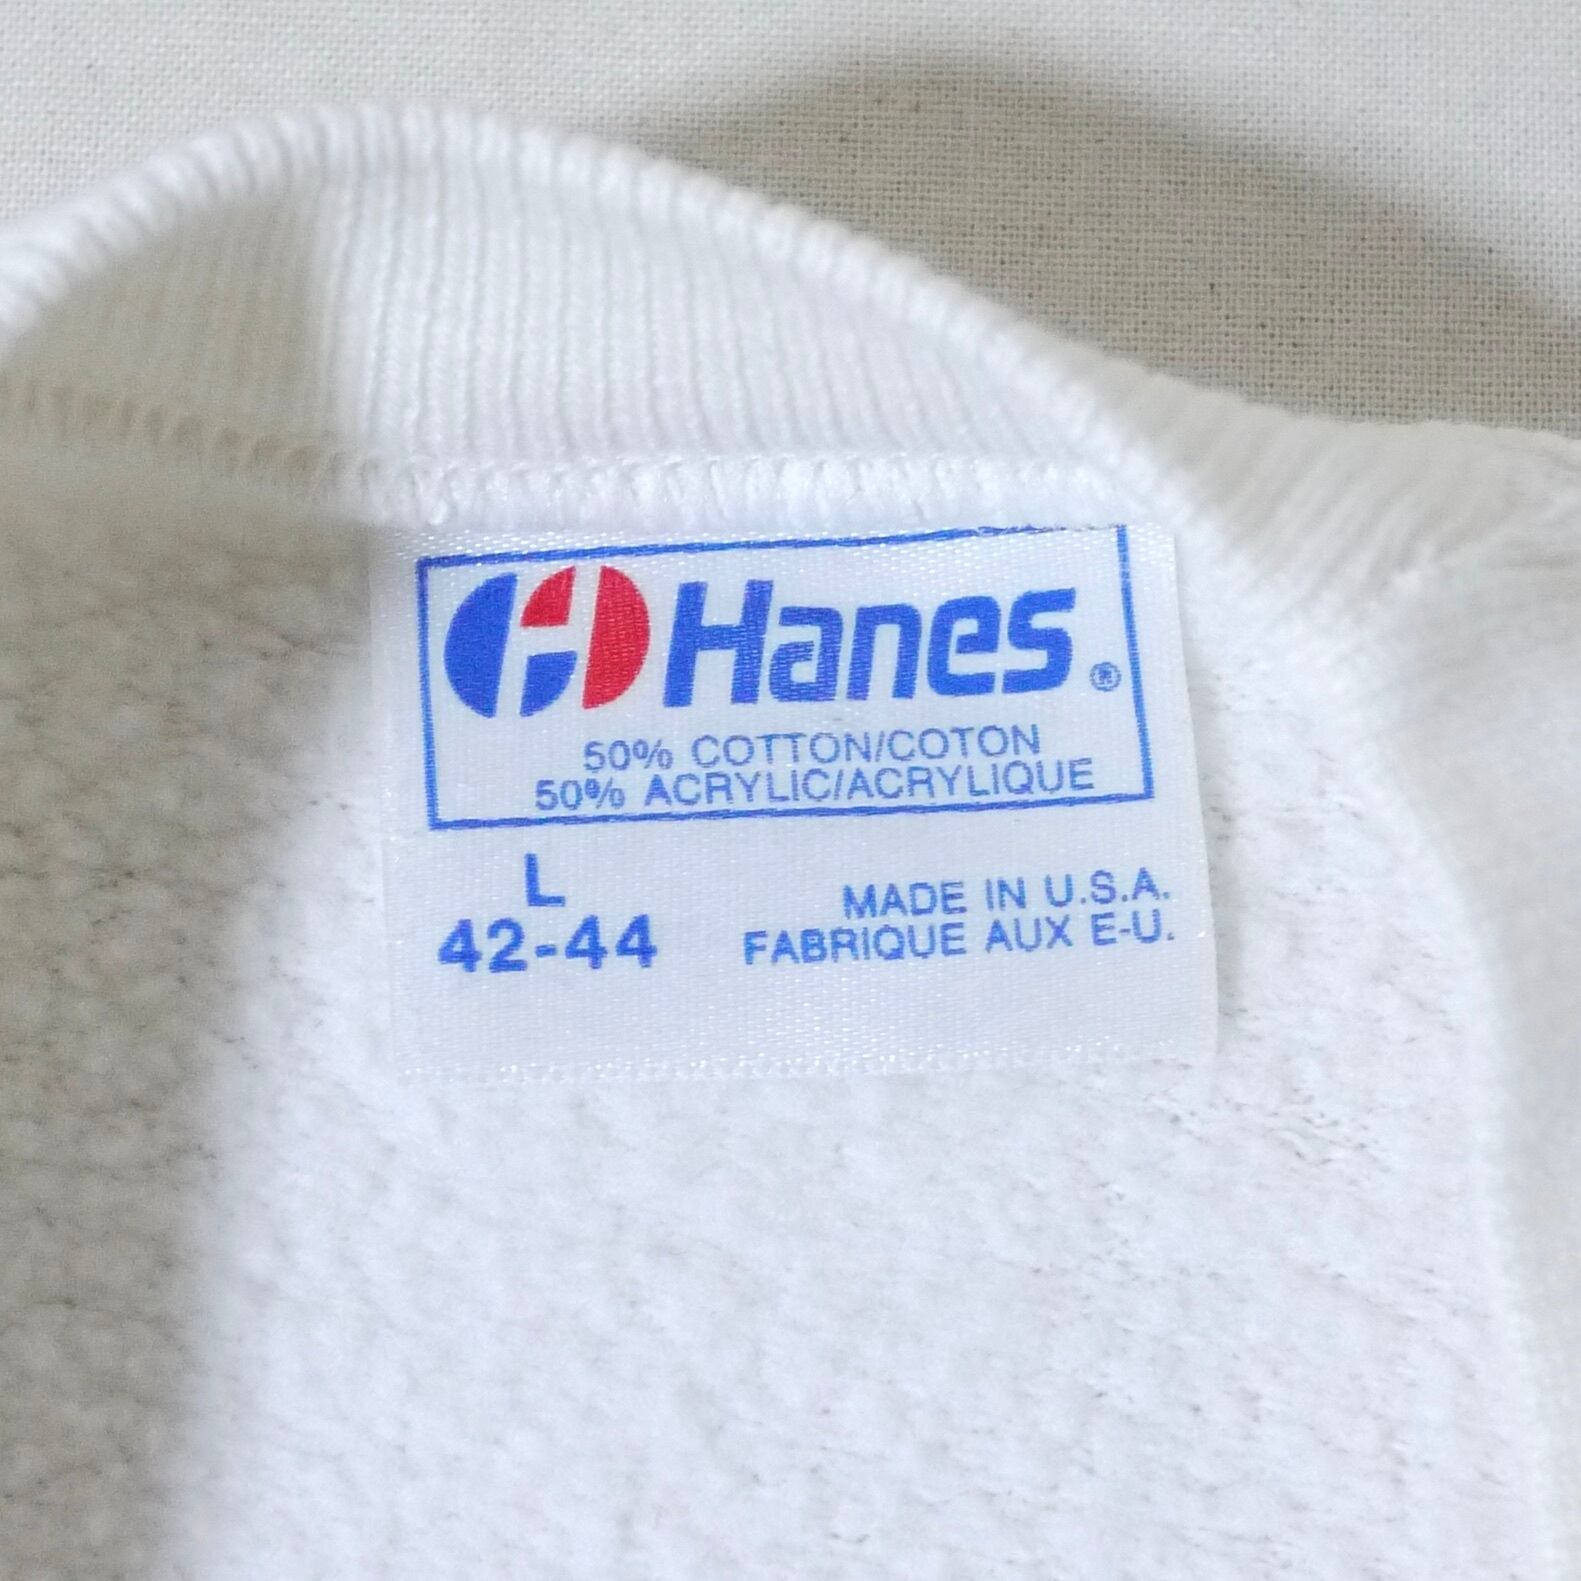 Hanes®
50% COTTON/COTON
50% ACRYLIC/ACRYLIQUE
L
42-44
MADE IN U.S.A.
FABRIQUE AUX E-U.